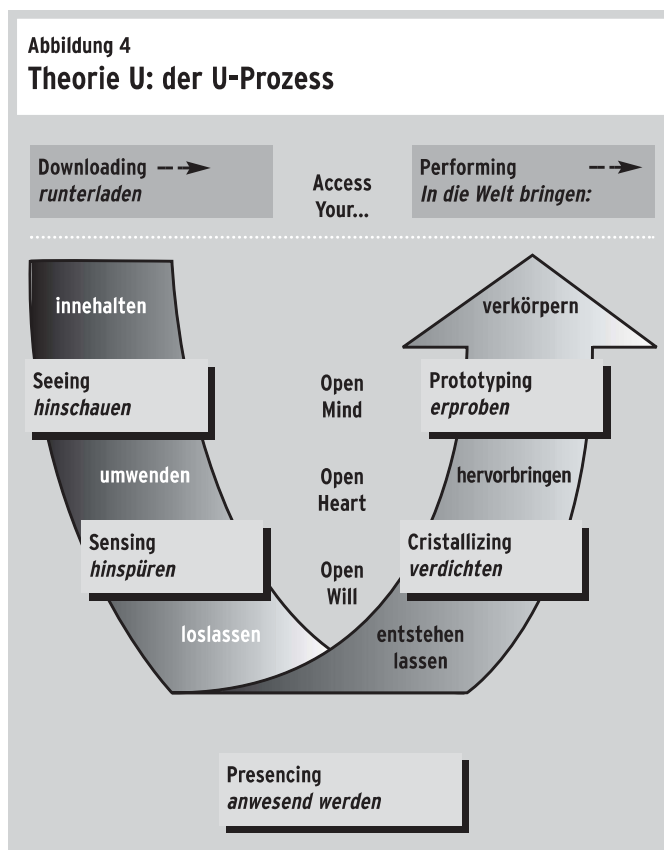 Abbildung 4
Theorie U: der U-Prozess
Downloading
runterladen
Access
Your...
Performing
In die Welt bringen:
innehalten
verkörpern
Seeing
hinschauen
Open
Mind
Prototyping
erproben
umwenden
Open
Heart
hervorbringen
Sensing
hinspüren
Open
Will
Cristallizing
verdichten
loslassen
entstehen
lassen
Presencing
anwesend werden